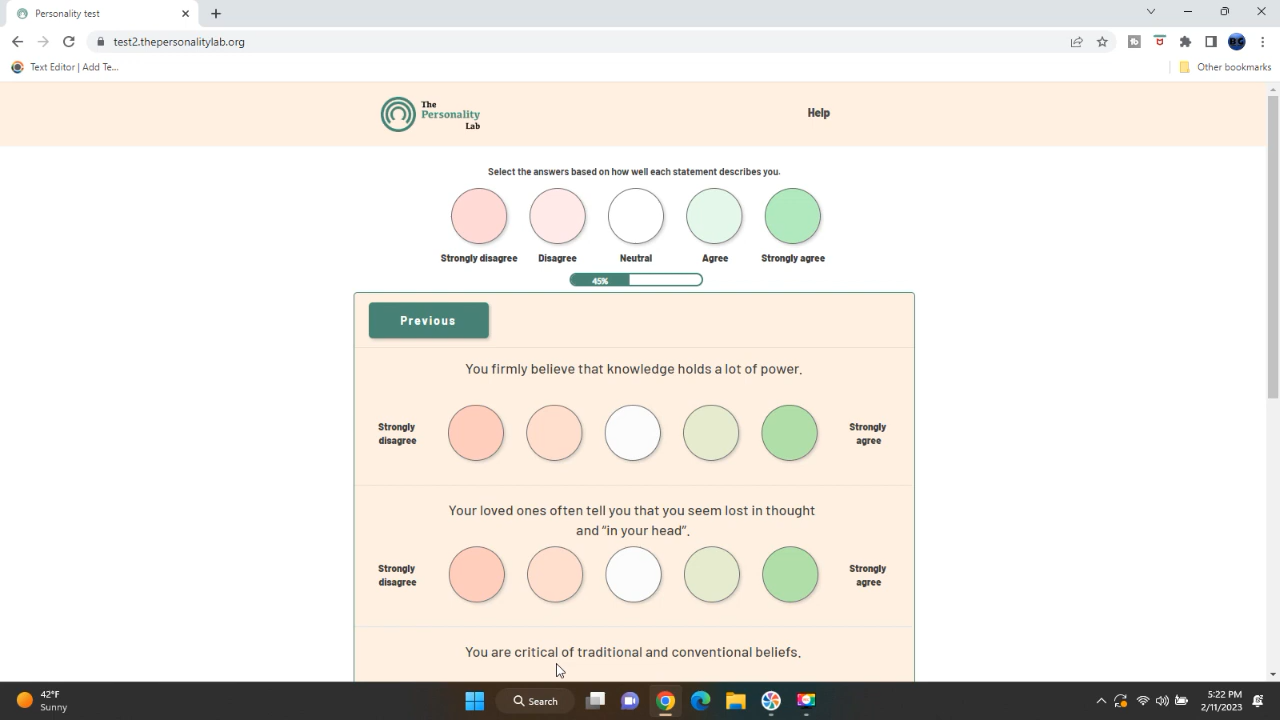 Personality test
test2.thepersonalitylab.org
Text Editor | Add Te...
Other bookmarks
The
Personality
Lab
Help
Select the answers based on how well each statement describes you.
Strongly disagree Disagree Neutral Agree Strongly agree
45%
Previous
You firmly believe that knowledge holds a lot of power.
Strongly
disagree
Strongly
agree
Your loved ones often tell you that you seem lost in thought
and “in your head”.
Strongly
disagree
Strongly
agree
You are critical of traditional and conventional beliefs.
42°F
Sunny
Search
5:22 PM
2/11/2023